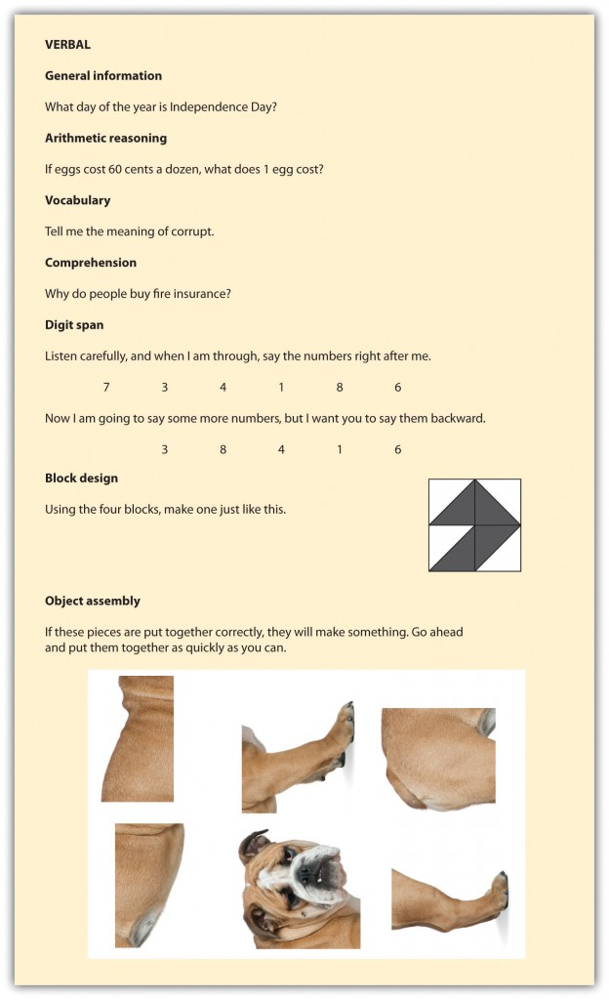 VERBAL
General information
What day of the year is Independence Day?
Arithmetic reasoning
If eggs cost 60 cents a dozen, what does 1 egg cost?
Vocabulary
Tell me the meaning of corrupt.
Comprehension
Why do people buy fire insurance?
Digit span
Listen carefully, and when I am through, say the numbers right after me.
7 3 4 1 8 6
Now I am going to say some more numbers, but I want you to say them backward.
3 8 4 1 6
Block design
Using the four blocks, make one just like this.
Object assembly
If these pieces are put together correctly, they will make something. Go ahead
and put them together as quickly as you can.